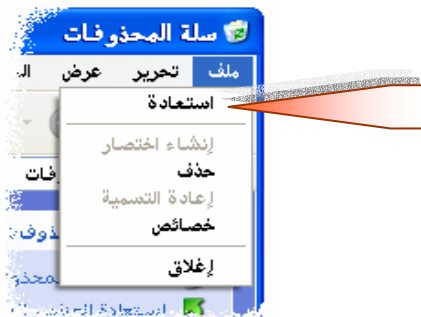 سلة المحذوفات
ملف تحرير عرض
استعادة
إنشاء اختصار
حذف
إعادة التسمية
خصائص
إغلاق